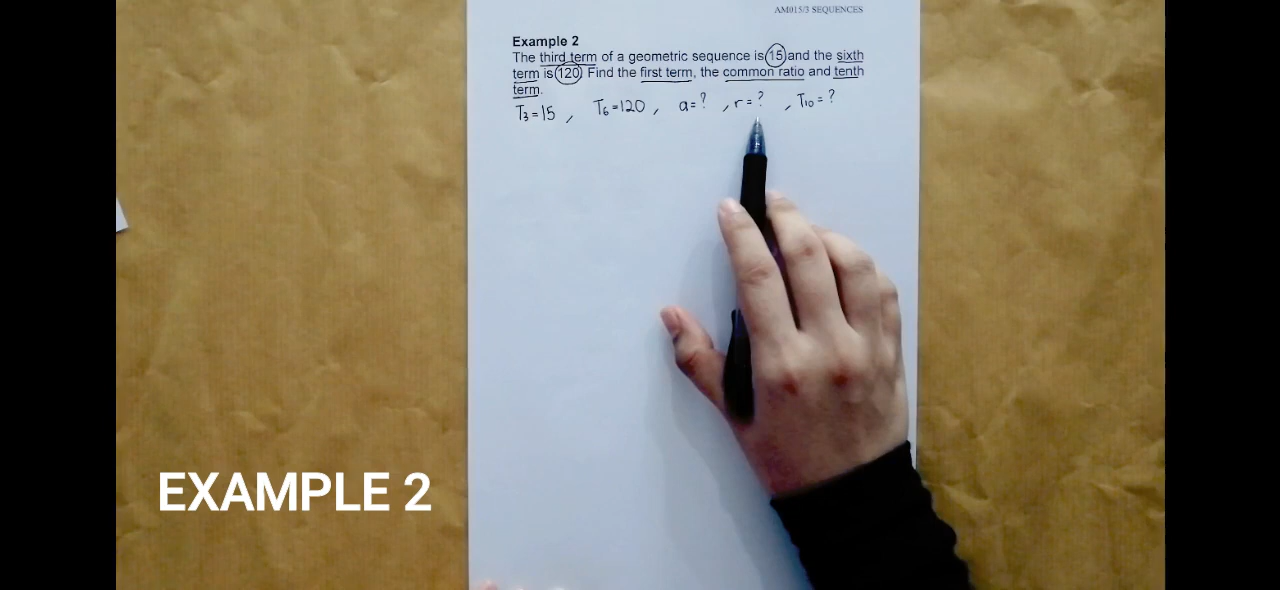 AM015/3 SEQUENCES
Example 2
The third term of a geometric sequence is 15 and the sixth
term is 120 Find the first term, the common ratio and tenth
term.
T3 = 15 , T6 = 120 , a = ? , r = ? , T10 = ?
EXAMPLE 2